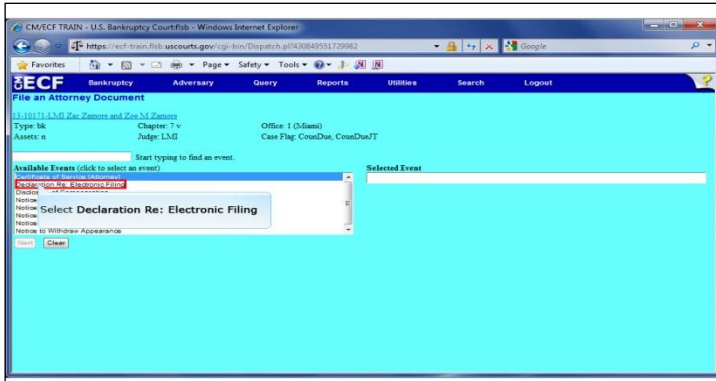 CM/ECF TRAIN - U.S. Bankruptcy Court:flsb - Windows Internet Explorer
https://ecf-train.flsb.uscourts.gov/cgi-bin/Dispatch.pl?430849551729982
Google
Favorites Page Safety Tools
ECF Bankruptcy Adversary Query Reports Utilities Search Logout ?
File an Attorney Document
13-10171-LMI Zac Zamore and Zoe M Zamore
Type: bk Chapter: 7 v Office: 1 (Miami)
Assets: n Judge: LMI Case Flag: CounDue, CounDueJT
Start typing to find an event.
Available Events (click to select an event) Selected Event
Certificate of Service (Attorney)
Declaration Re: Electronic Filing
Notice
Select Declaration Re: Electronic Filing
Notice
Notice
Notice
Notice to Withdraw Appearance
Next Clear